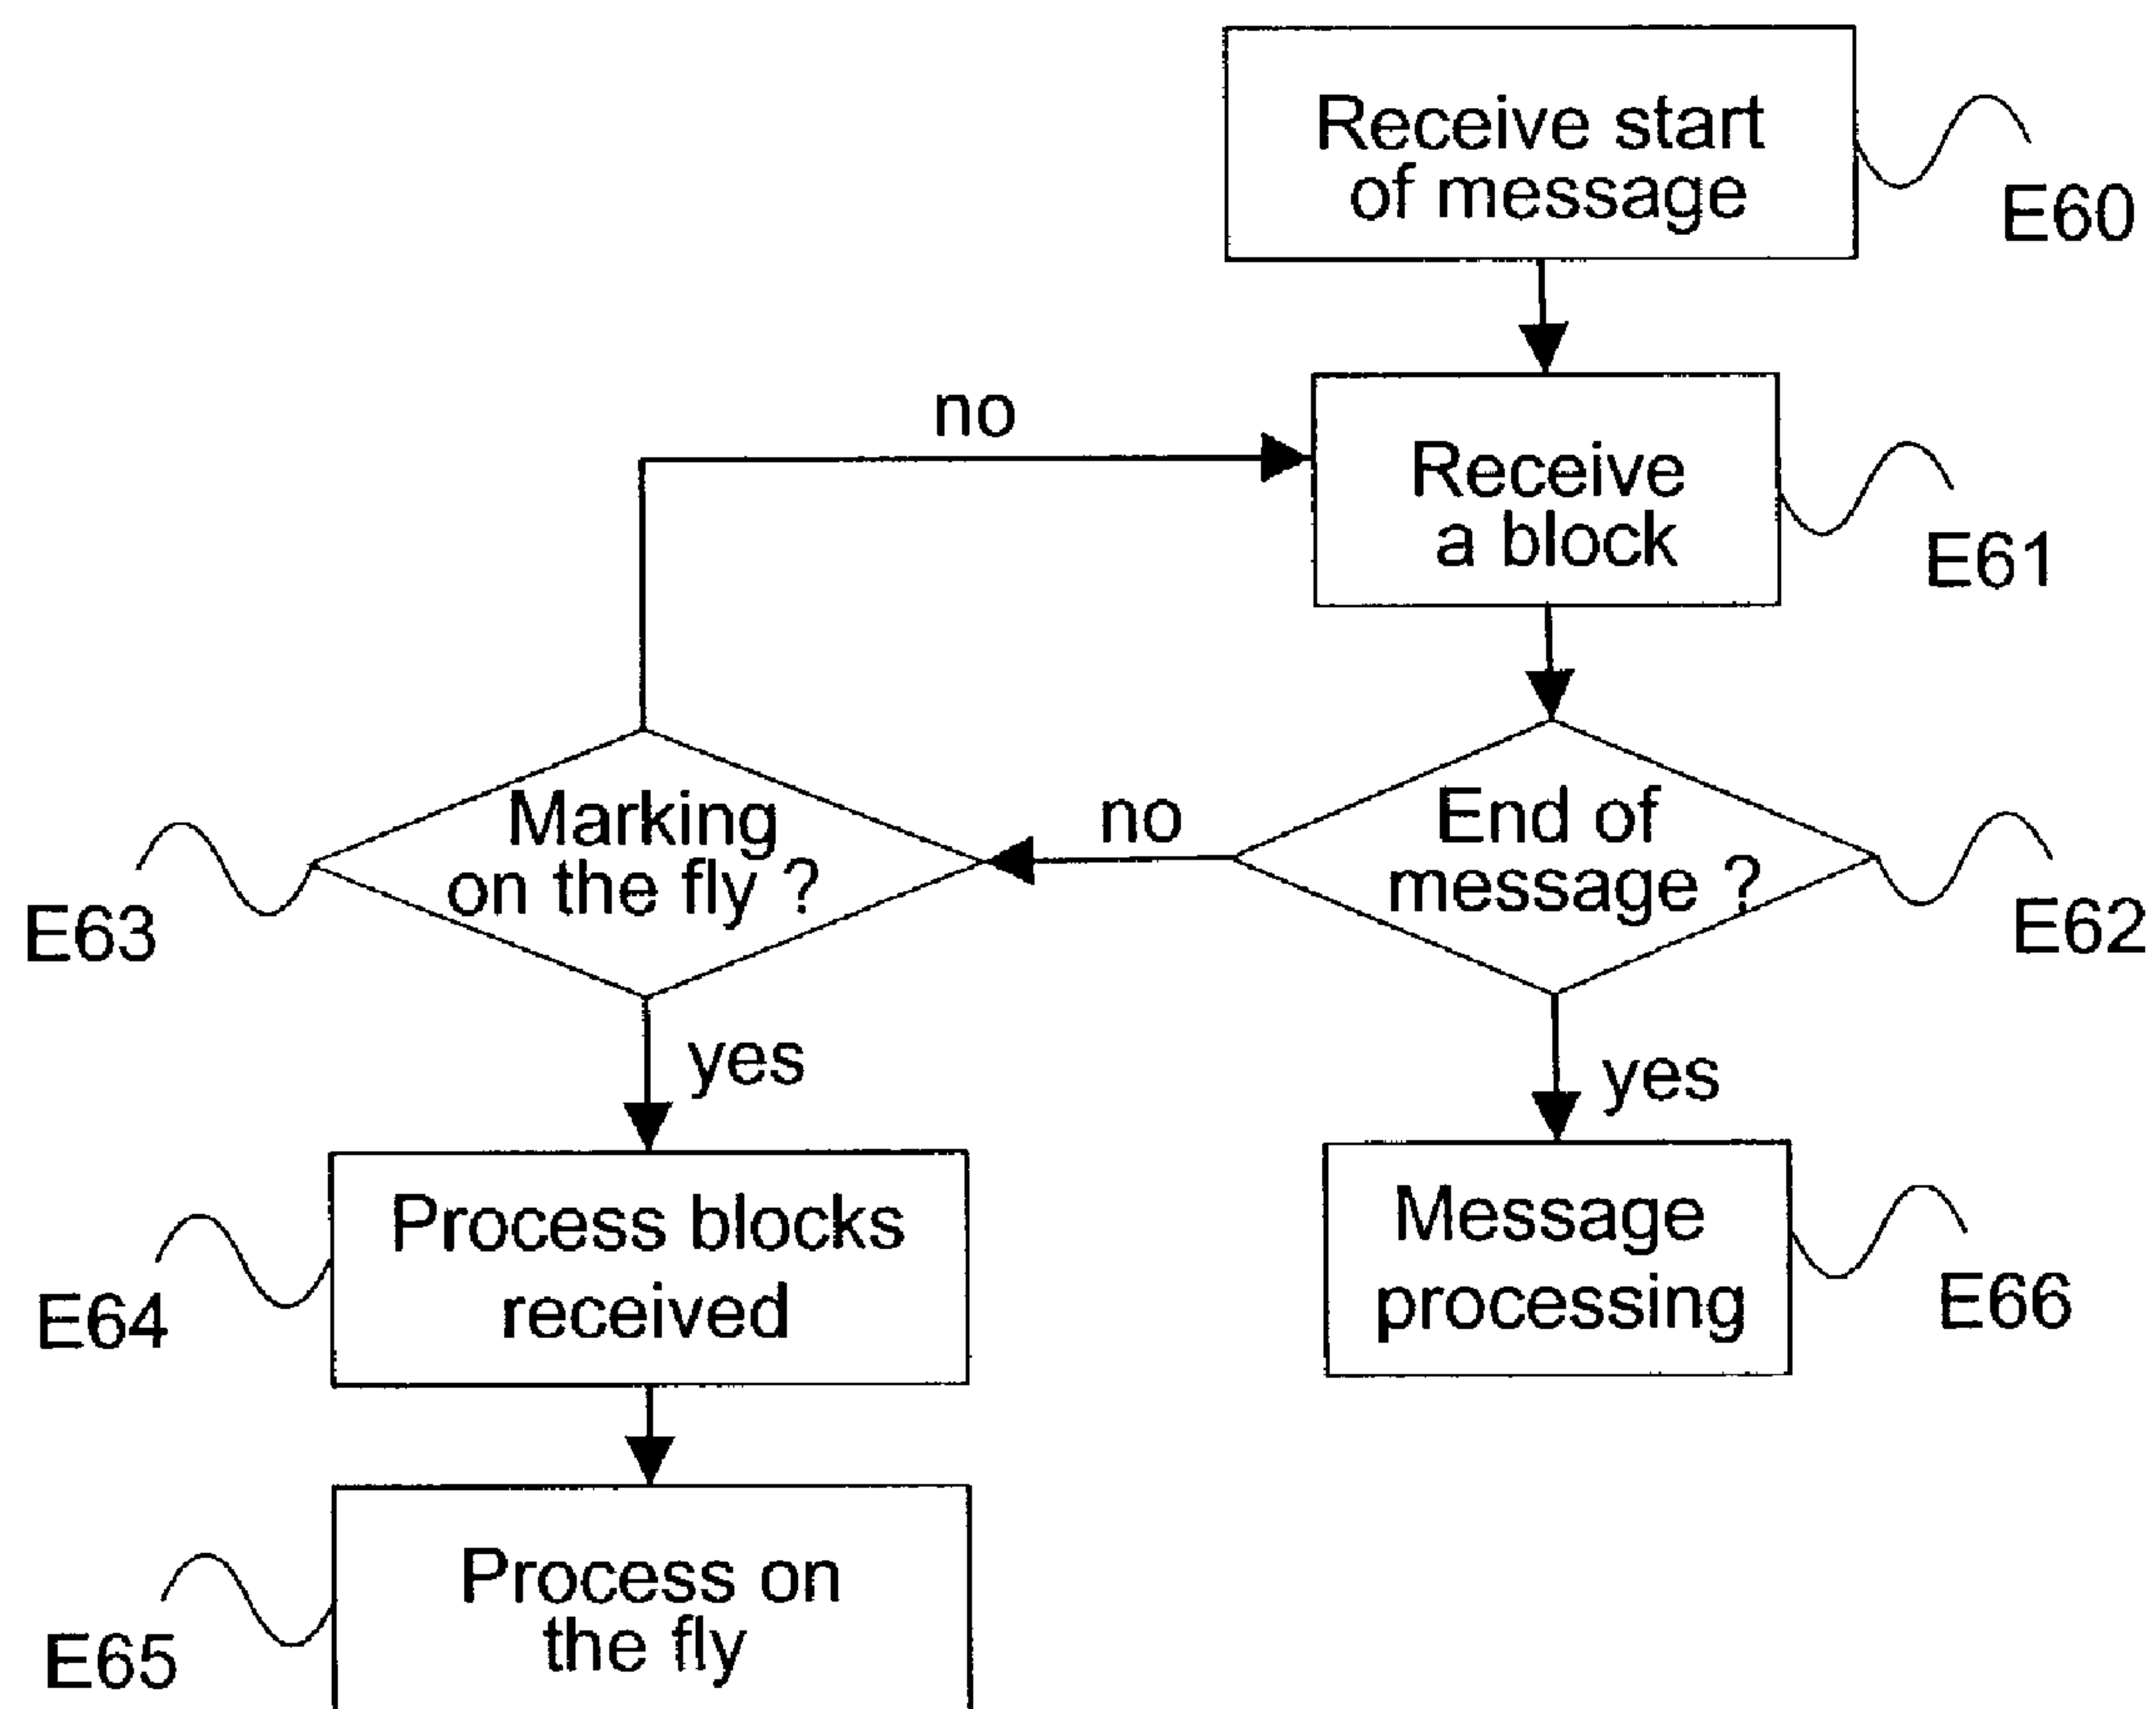 Receive start
of message
E60
no
Receive
a block
E61
Marking
on the fly ?
E63
no
End of
message ?
E62
yes
yes
Process blocks
received
E64
Message
processing
E66
Process on
the fly
E65